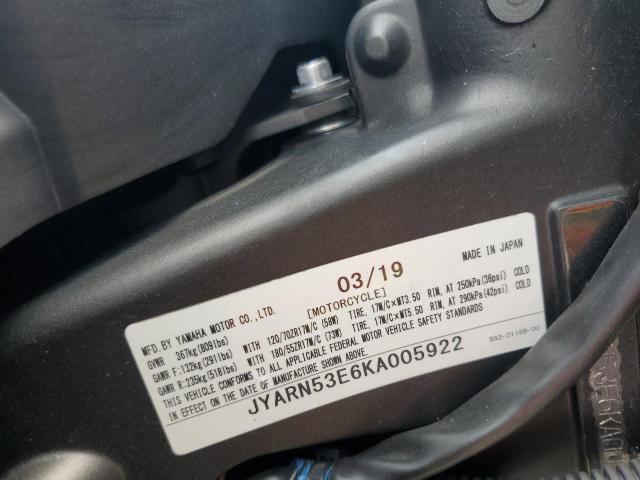 03/19
MADE IN JAPAN
MFD BY YAMAHA MOTOR CO.,LTD. [MOTORCYCLE]
GVWR 367kg(809lbs)
GAWR F:132kg(291lbs) WITH 120/70ZR17M/C (58W) TIRE, 17M/C×MT3.50 RIM, AT 250kPa(36psi) COLD
GAWR R:235kg(518lbs) WITH 180/55ZR17M/C (73W) TIRE, 17M/C×MT5.50 RIM, AT 290kPa(42psi) COLD
THIS VEHICLE CONFORMS TO ALL APPLICABLE FEDERAL MOTOR VEHICLE SAFETY STANDARDS
IN EFFECT ON THE DATE OF MANUFACTURE SHOWN ABOVE.
BS2-2118B-00
JYARN53E6KA005922